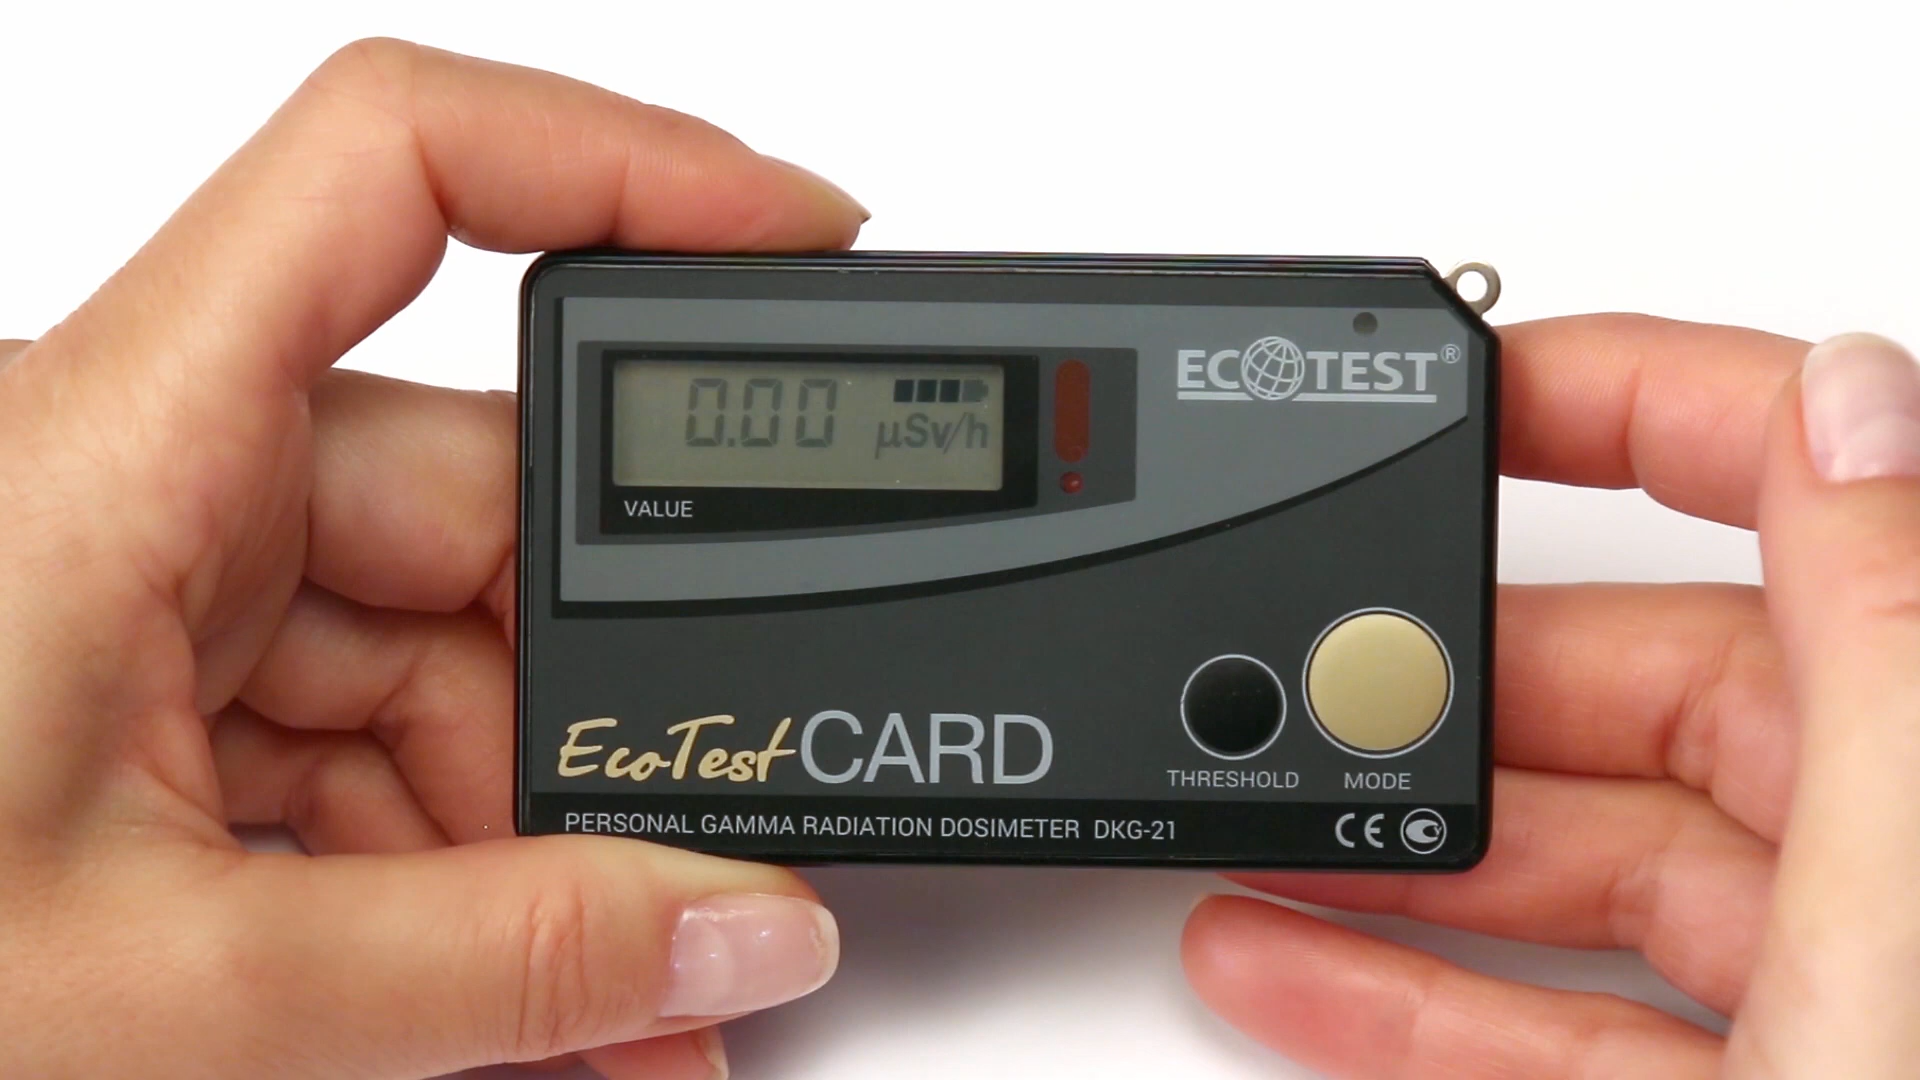 0.00
µSv/h
VALUE
ECOTEST®
EcoTest CARD
THRESHOLD
MODE
PERSONAL GAMMA RADIATION DOSIMETER DKG-21
CE